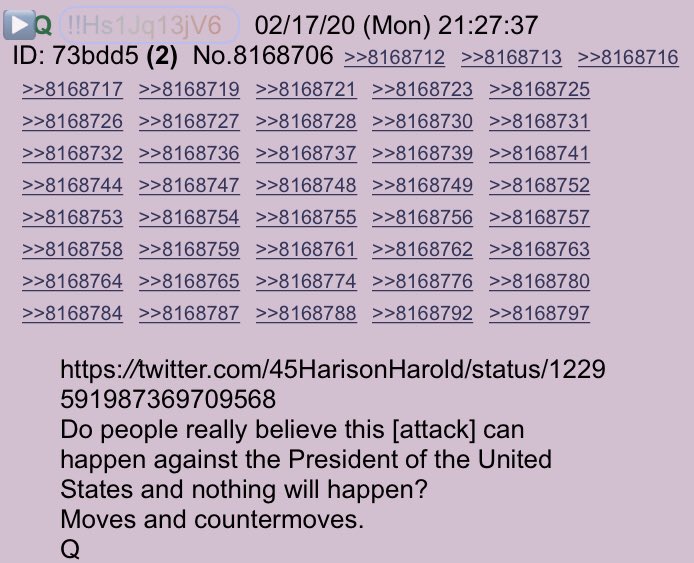 Q !!Hs1Jq13jV6 02/17/20 (Mon) 21:27:37
ID: 73bdd5 (2) No.8168706 >>8168712 >>8168713 >>8168716
>>8168717 >>8168719 >>8168721 >>8168723 >>8168725
>>8168726 >>8168727 >>8168728 >>8168730 >>8168731
>>8168732 >>8168736 >>8168737 >>8168739 >>8168741
>>8168744 >>8168747 >>8168748 >>8168749 >>8168752
>>8168753 >>8168754 >>8168755 >>8168756 >>8168757
>>8168758 >>8168759 >>8168761 >>8168762 >>8168763
>>8168764 >>8168765 >>8168774 >>8168776 >>8168780
>>8168784 >>8168787 >>8168788 >>8168792 >>8168797
https://twitter.com/45HarisonHarold/status/1229
591987369709568
Do people really believe this [attack] can
happen against the President of the United
States and nothing will happen?
Moves and countermoves.
Q